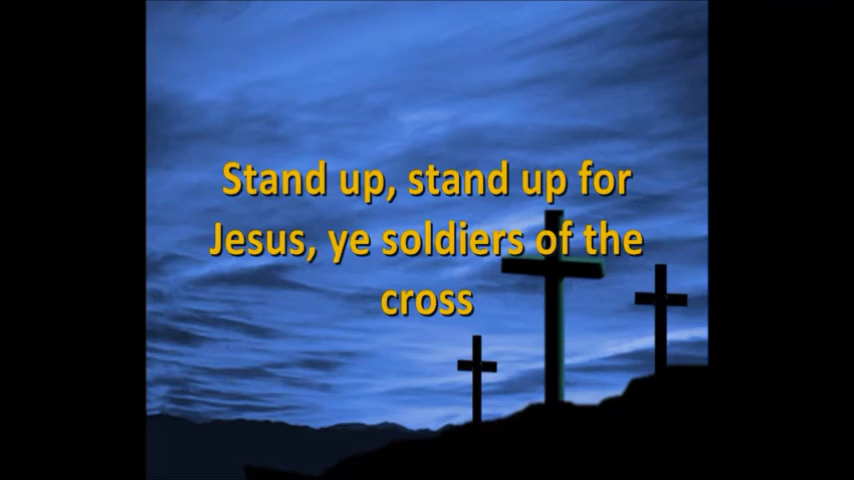 Stand up, stand up for
Jesus, ye soldiers of the
cross